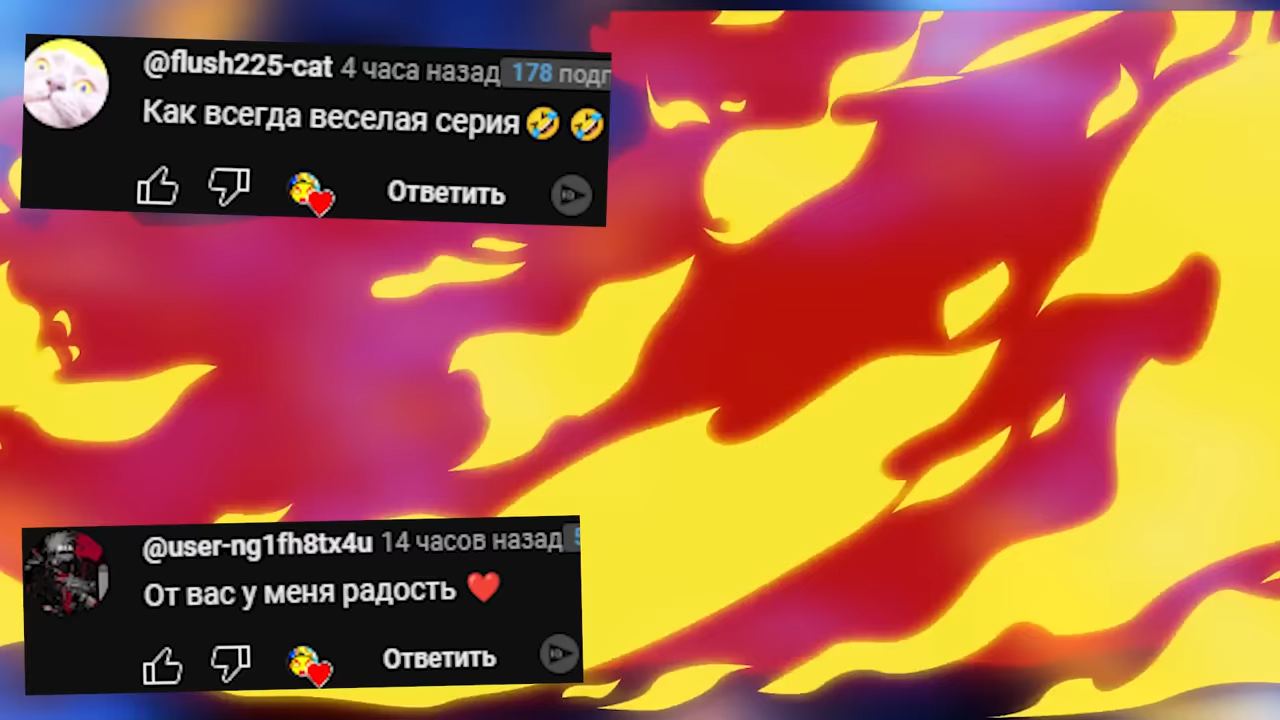 @flush225-cat 4 часа назад 178
Как всегда веселая серия🤣 🤣
Ответить
@user-ng1fh8tx4u 14 часов назад
От вас у меня радость ❤️
Ответить